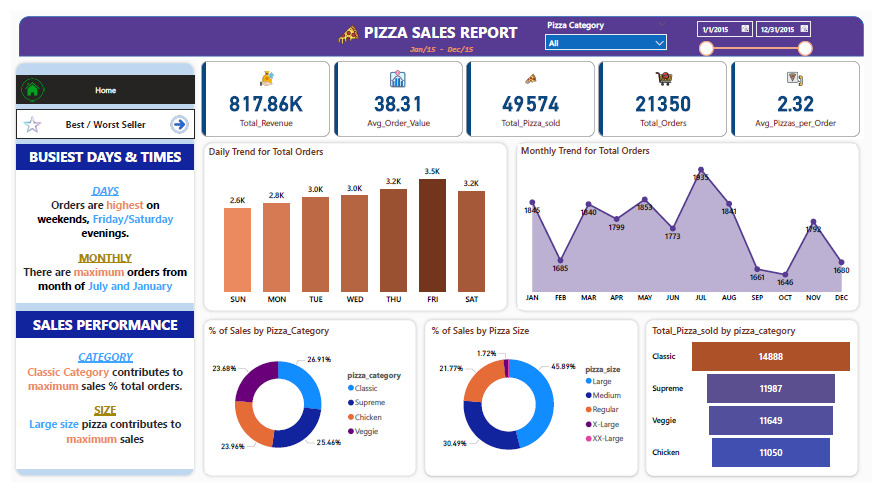 PIZZA SALES REPORT
Jan/15 - Dec/15
Pizza Category
All
1/1/2015
12/31/2015
Home
Best / Worst Seller
BUSIEST DAYS & TIMES
DAYS
Orders are highest on
weekends, Friday/Saturday
evenings.
MONTHLY
There are maximum orders from
month of July and January
SALES PERFORMANCE
CATEGORY
Classic Category contributes to
maximum sales % total orders.
SIZE
Large size pizza contributes to
maximum sales
817.86K
Total_Revenue
38.31
Avg_Order_Value
49574
Total_Pizza_sold
21350
Total_Orders
2.32
Avg_Pizzas_per_Order
Daily Trend for Total Orders
2.6K
2.8K
3.0K
3.0K
3.2K
3.5K
3.2K
SUN
MON
TUE
WED
THU
FRI
SAT
Monthly Trend for Total Orders
1845
1685
1840
1799
1853
1773
1935
1841
1661
1646
1792
1680
JAN
FEB
MAR
APR
MAY
JUN
JUL
AUG
SEP
OCT
NOV
DEC
% of Sales by Pizza_Category
26.91%
25.46%
23.96%
23.68%
pizza_category
Classic
Supreme
Chicken
Veggie
% of Sales by Pizza Size
1.72%
45.89%
30.49%
21.77%
pizza_size
Large
Medium
Regular
X-Large
XX-Large
Total_Pizza_sold by pizza_category
Classic
14888
Supreme
11987
Veggie
11649
Chicken
11050